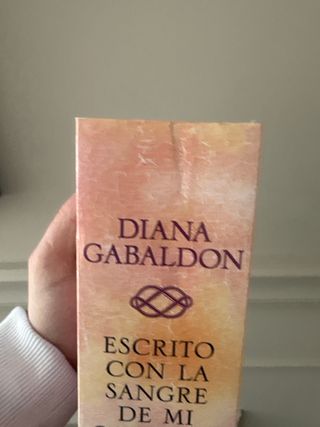 DIANA
GABALDON
ESCRITO
CON LA
SANGRE
DE MI